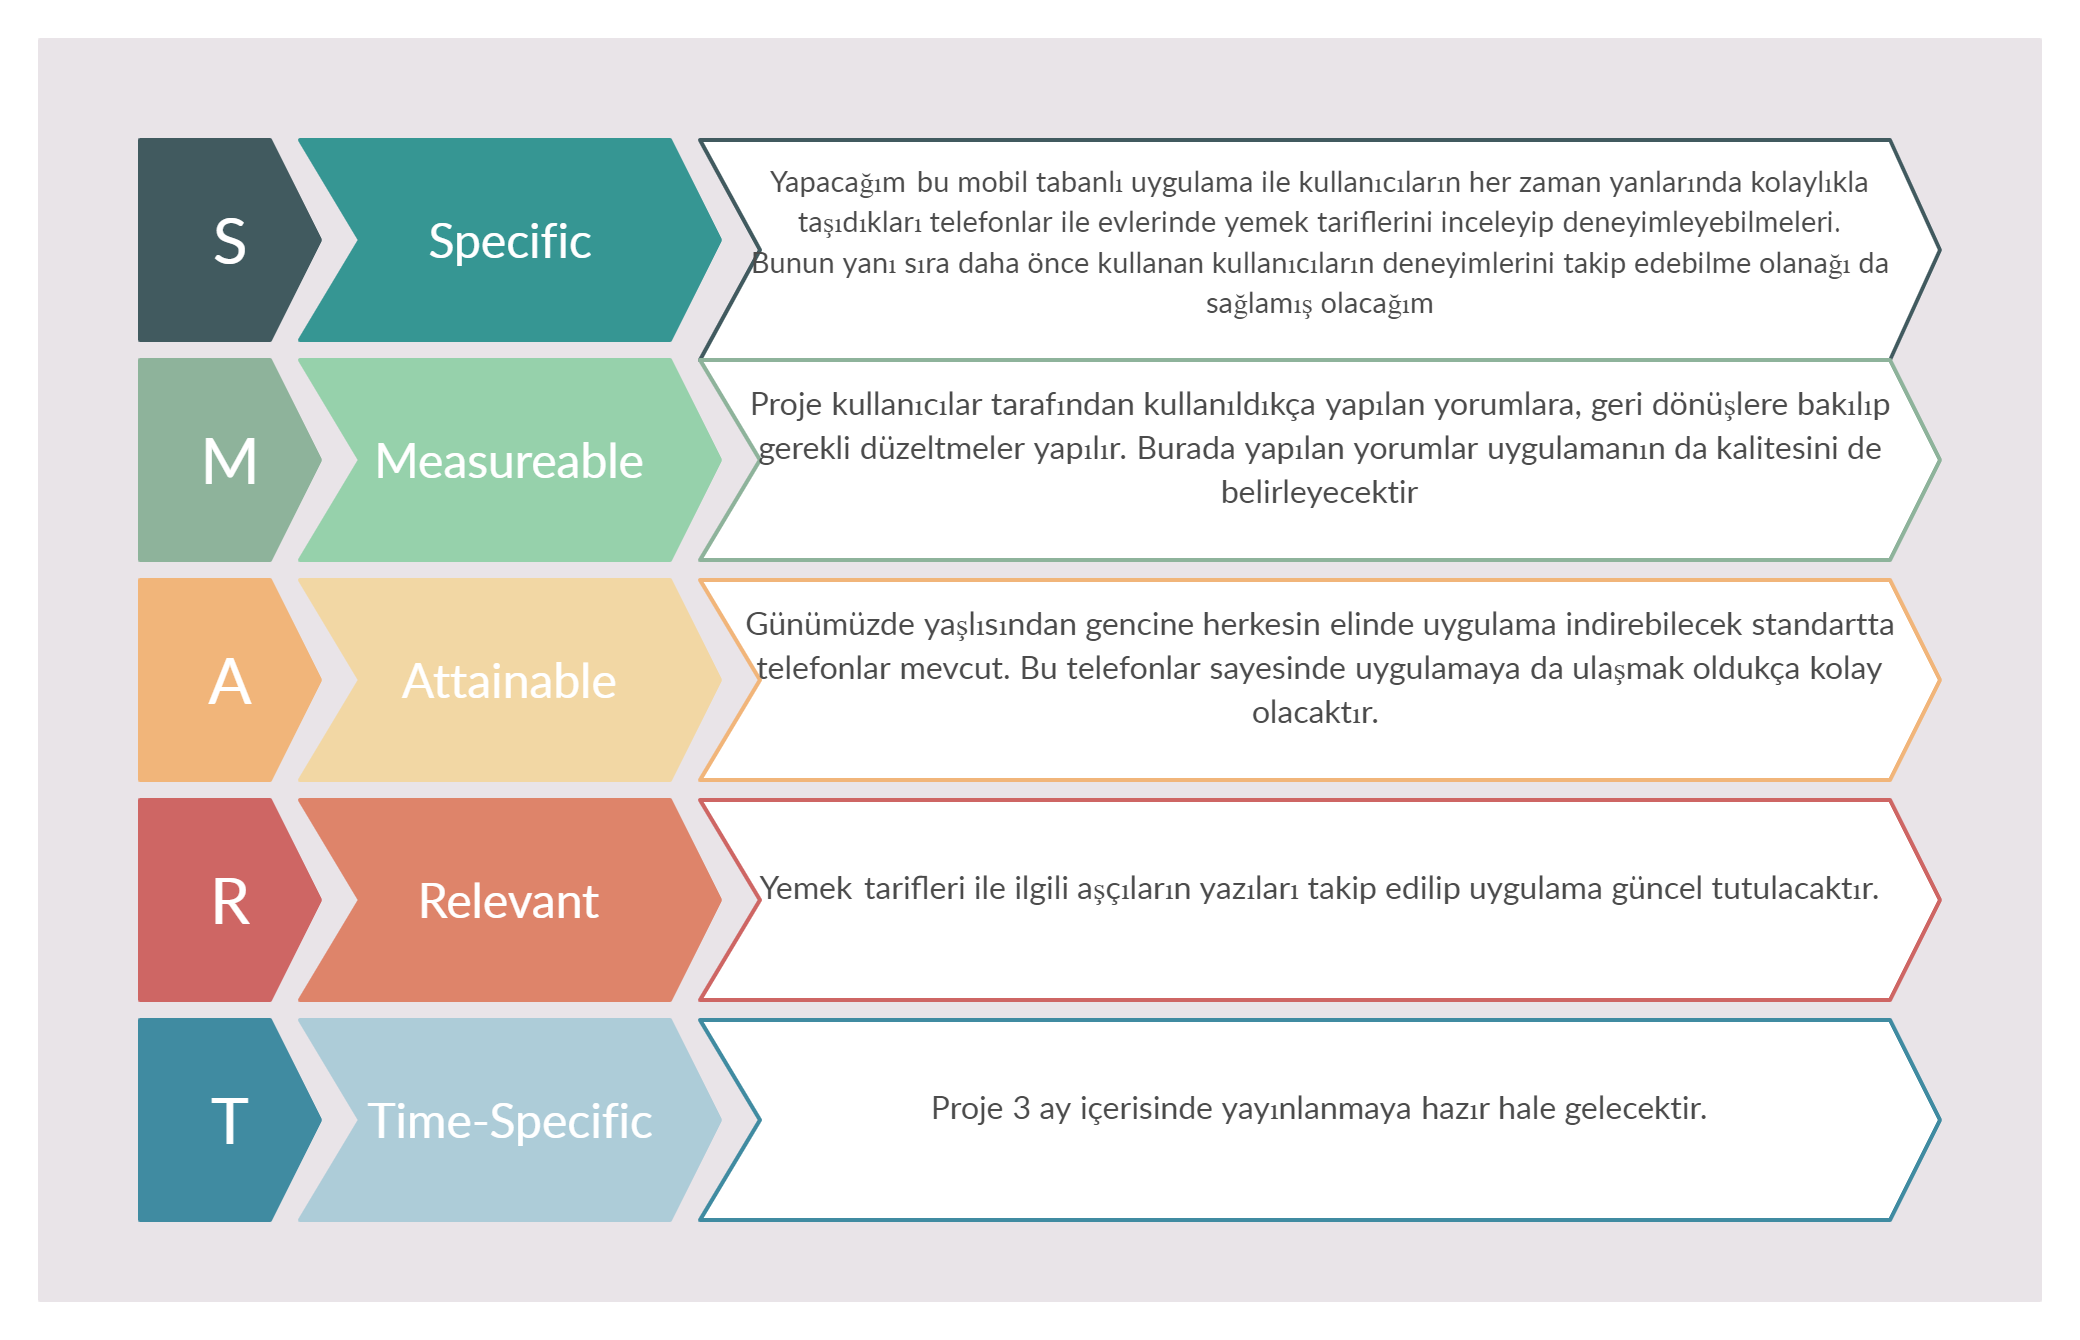 S
Specific
Yapacağım bu mobil tabanlı uygulama ile kullanıcıların her zaman yanlarında kolaylıkla
taşıdıkları telefonlar ile evlerinde yemek tariflerini inceleyip deneyimleyebilmeleri.
Bunun yanı sıra daha önce kullanan kullanıcıların deneyimlerini takip edebilme olanağı da
sağlamış olacağım
M
Measureable
Proje kullanıcılar tarafından kullanıldıkça yapılan yorumlara, geri dönüşlere bakılıp
gerekli düzeltmeler yapılır. Burada yapılan yorumlar uygulamanın da kalitesini de
belirleyecektir
A
Attainable
Günümüzde yaşlısından gencine herkesin elinde uygulama indirebilecek standartta
telefonlar mevcut. Bu telefonlar sayesinde uygulamaya da ulaşmak oldukça kolay
olacaktır.
R
Relevant
Yemek tarifleri ile ilgili aşçıların yazıları takip edilip uygulama güncel tutulacaktır.
T
Time-Specific
Proje 3 ay içerisinde yayınlanmaya hazır hale gelecektir.